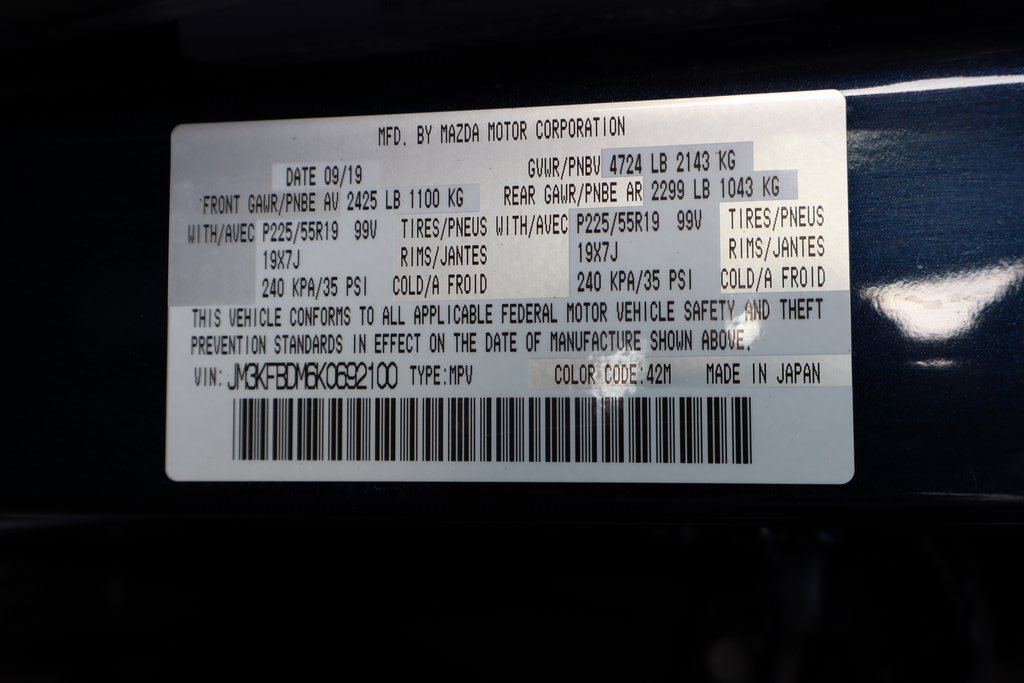 MFD. BY MAZDA MOTOR CORPORATION
DATE 09/19 GVWR/PNBV 4724 LB 2143 KG
FRONT GAWR/PNBE AV 2425 LB 1100 KG REAR GAWR/PNBE AR 2299 LB 1043 KG
WITH/AVEC P225/55R19 99V TIRES/PNEUS WITH/AVEC P225/55R19 99V TIRES/PNEUS
19X7J RIMS/JANTES 19X7J RIMS/JANTES
240 KPA/35 PSI COLD/A FROID 240 KPA/35 PSI COLD/A FROID
THIS VEHICLE CONFORMS TO ALL APPLICABLE FEDERAL MOTOR VEHICLE SAFETY AND THEFT
PREVENTION STANDARDS IN EFFECT ON THE DATE OF MANUFACTURE SHOWN ABOVE.
VIN: JM3KFBDM6K0692100 TYPE:MPV COLOR CODE:42M MADE IN JAPAN